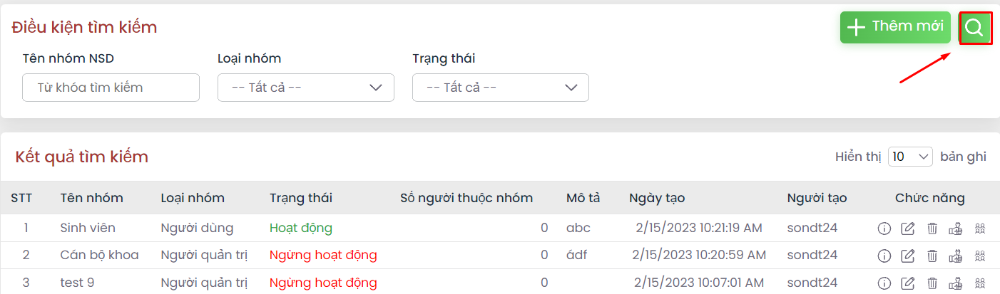 Điều kiện tìm kiếm
Thêm mới
Tên nhóm NSD Loại nhóm Trạng thái
Từ khóa tìm kiếm -- Tất cả -- -- Tất cả --
Kết quả tìm kiếm Hiển thị 10 bản ghi
STT Tên nhóm Loại nhóm Trạng thái Số người thuộc nhóm Mô tả Ngày tạo Người tạo Chức năng
1 Sinh viên Người dùng Hoạt động 0 abc 2/15/2023 10:21:19 AM sondt24
2 Cán bộ khoa Người quản trị Ngừng hoạt động 0 ádf 2/15/2023 10:20:59 AM sondt24
3 test 9 Người quản trị Ngừng hoạt động 0 2/15/2023 10:07:01 AM sondt24